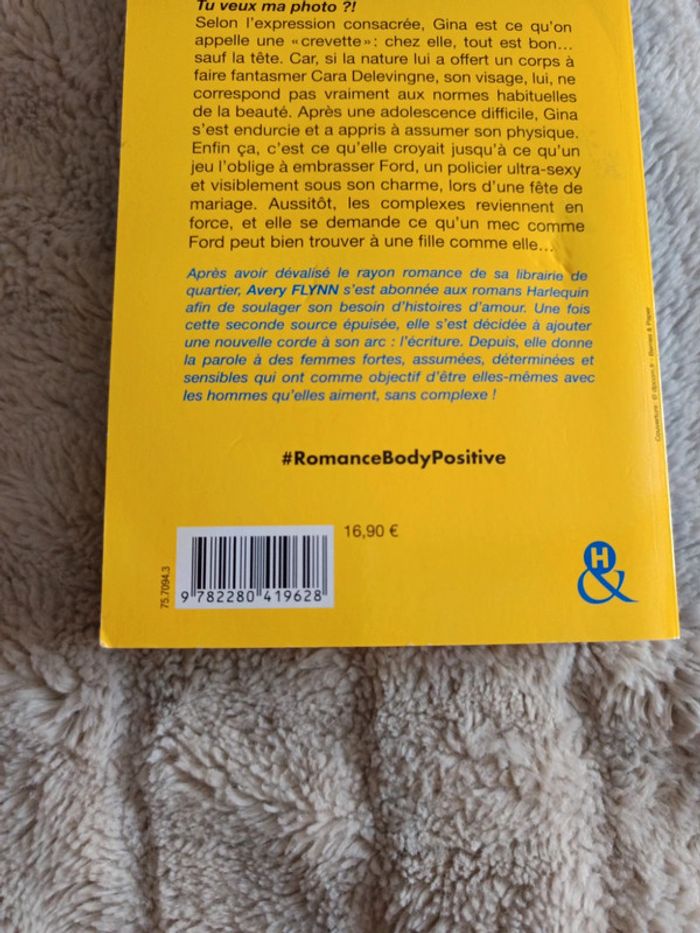 Tu veux ma photo ?!
Selon l'expression consacrée, Gina est ce qu'on
appelle une « crevette » : chez elle, tout est bon…
sauf la tête. Car, si la nature lui a offert un corps à
faire fantasmer Cara Delevingne, son visage, lui, ne
correspond pas vraiment aux normes habituelles
de la beauté. Après une adolescence difficile, Gina
s'est endurcie et a appris à assumer son physique.
Enfin ça, c'est ce qu'elle croyait jusqu'à ce qu'un
jeu l'oblige à embrasser Ford, un policier ultra-sexy
et visiblement sous son charme, lors d'une fête de
mariage. Aussitôt, les complexes reviennent en
force, et elle se demande ce qu'un mec comme
Ford peut bien trouver à une fille comme elle…
Après avoir dévalisé le rayon romance de sa librairie de
quartier, Avery FLYNN s'est abonnée aux romans Harlequin
afin de soulager son besoin d'histoires d'amour. Une fois
cette seconde source épuisée, elle s'est décidée à ajouter
une nouvelle corde à son arc : l'écriture. Depuis, elle donne
la parole à des femmes fortes, assumées, déterminées et
sensibles qui ont comme objectif d'être elles-mêmes avec
les hommes qu'elles aiment, sans complexe !
#RomanceBodyPositive
16,90 €
75.7094.3
9 782280 419628
H
&
Couverture : © dpcom.fr - Barnes & Paper